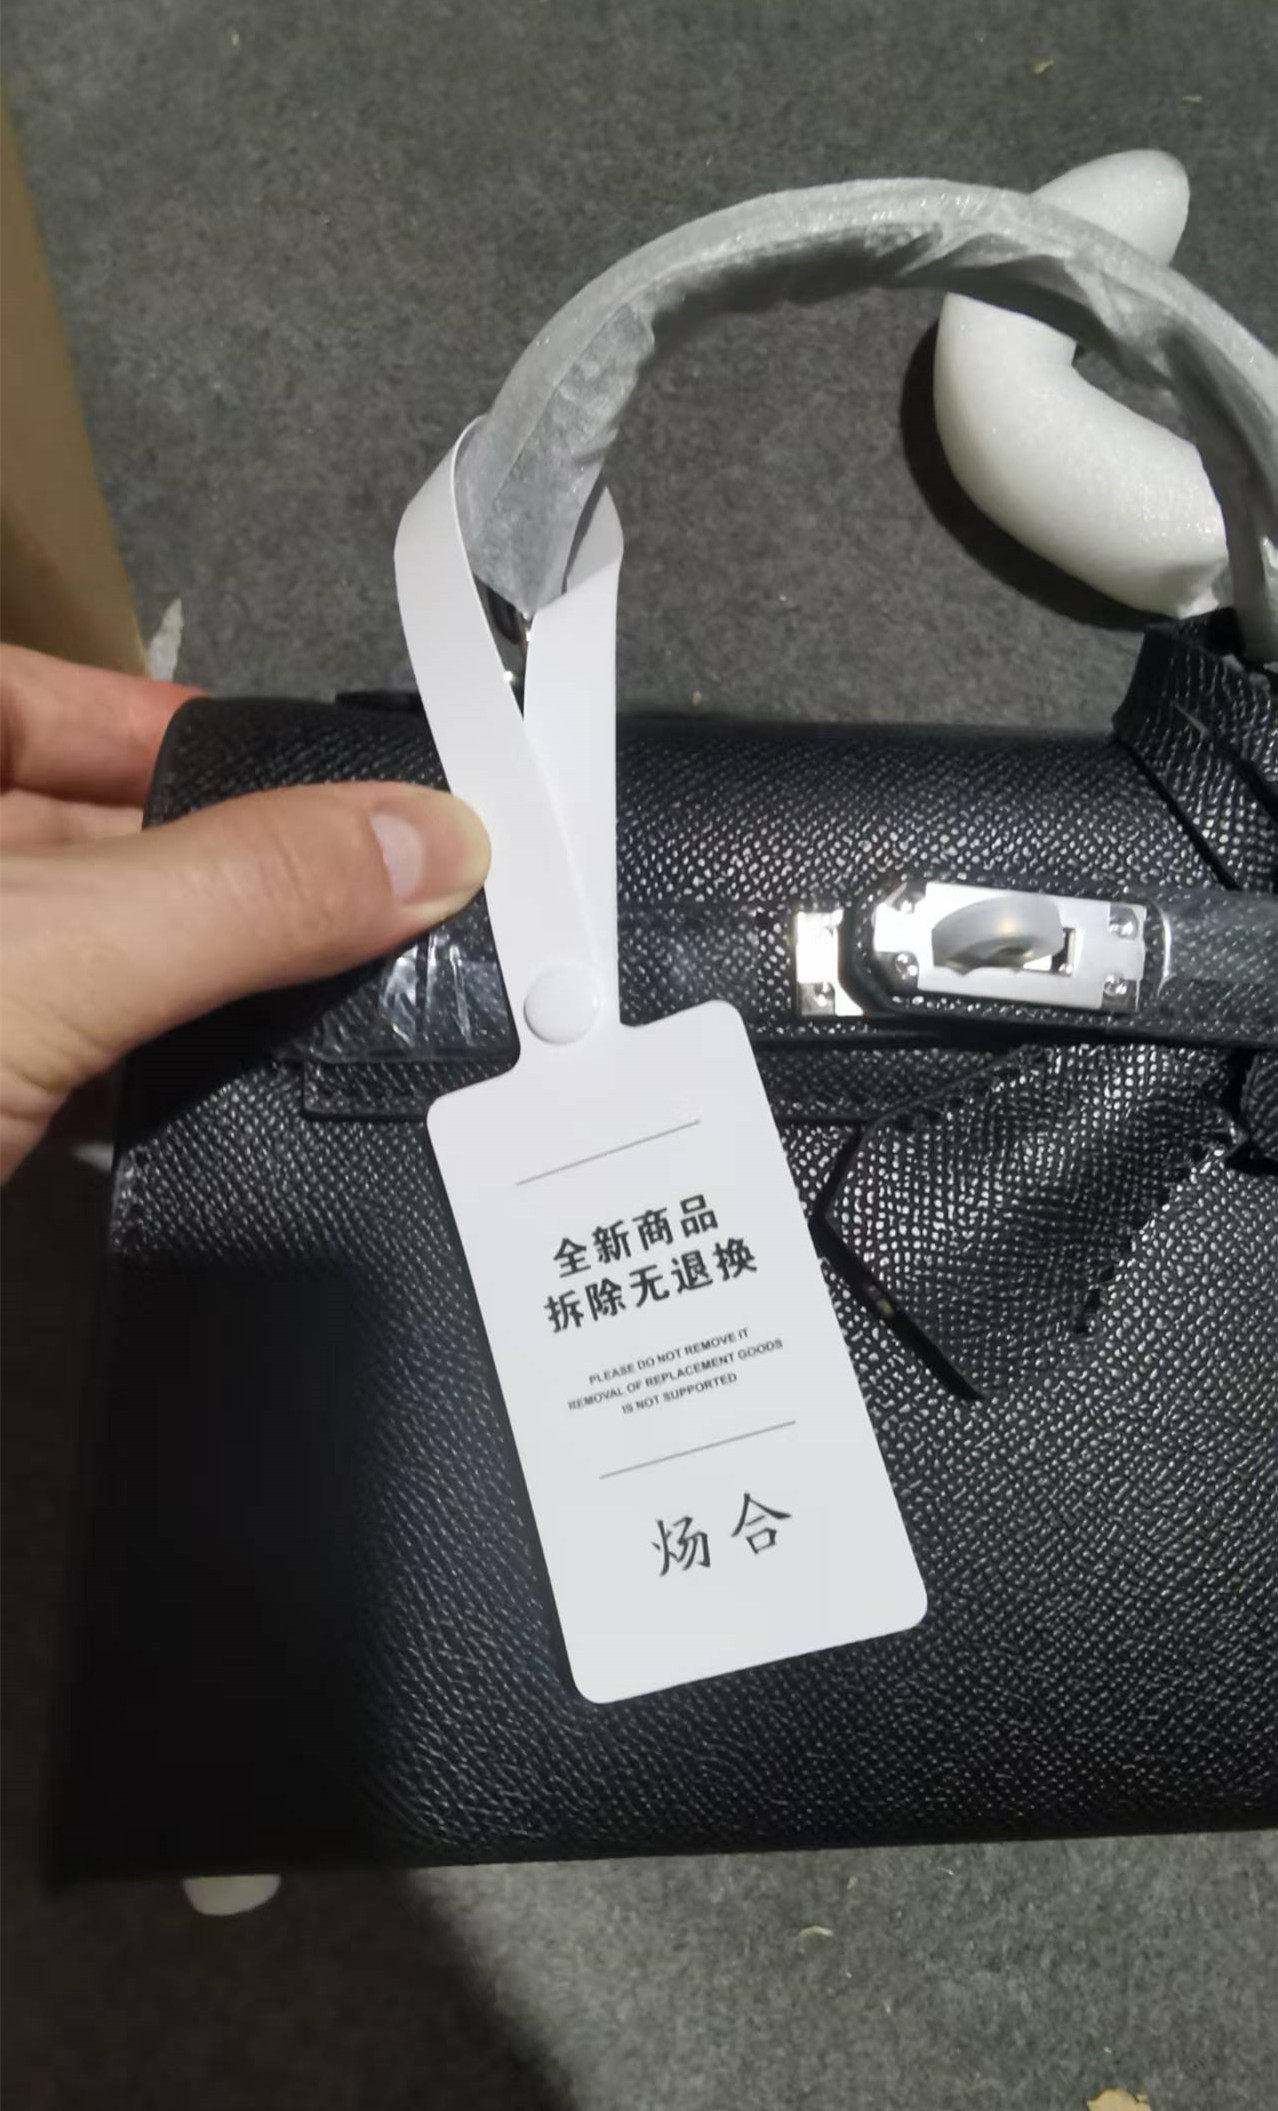 全新商品
拆除无退换
PLEASE DO NOT REMOVE IT
REMOVAL OF REPLACEMENT GOODS
IS NOT SUPPORTED
炀合